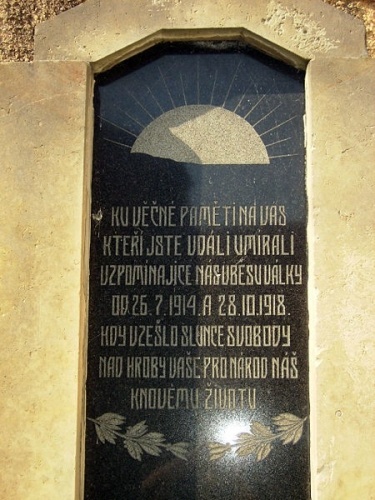 KU VĚČNÉ PAMĚTI NA VÁS
KTEŘÍ JSTE V DÁLI UMÍRALI
VZPOMÍNAJÍCE NA & BĚSU VÁLKY
OD 26. 7. 1914. A 28. 10. 1918.
KDY VZEŠLO SLUNCE SVOBODY
NAD HROBY VAŠE PRO NÁROD NÁŠ
K NOVÉMU ŽIVOTU